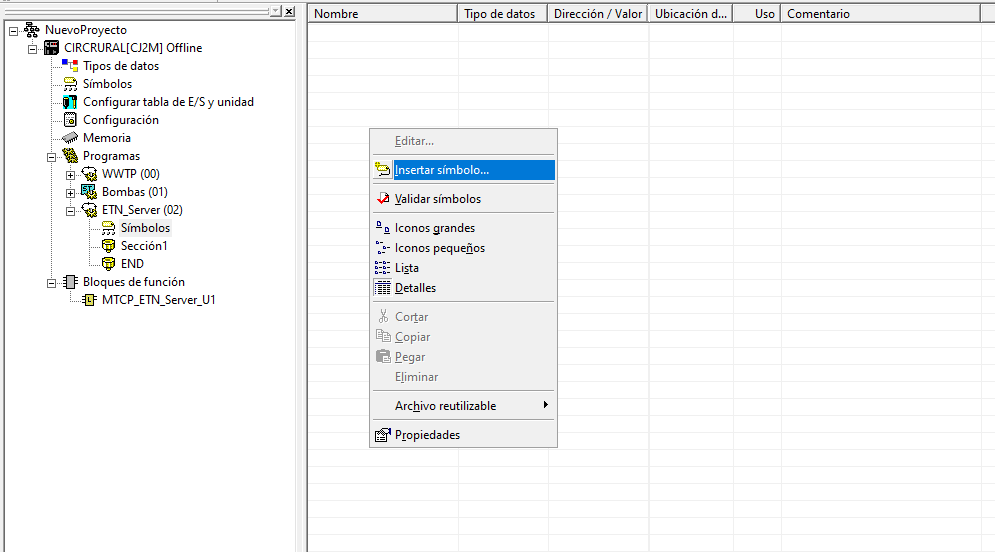 NuevoProyecto
CIRCRURAL[CJ2M] Offline
Tipos de datos
Símbolos
Configurar tabla de E/S y unidad
Configuración
Memoria
Programas
WWTP (00)
Bombas (01)
ETN_Server (02)
Símbolos
Sección1
END
Bloques de función
MTCP_ETN_Server_U1
Nombre Tipo de datos Dirección / Valor Ubicación d... Uso Comentario
Editar...
Insertar símbolo...
Validar símbolos
Iconos grandes
Iconos pequeños
Lista
Detalles
Cortar
Copiar
Pegar
Eliminar
Archivo reutilizable
Propiedades